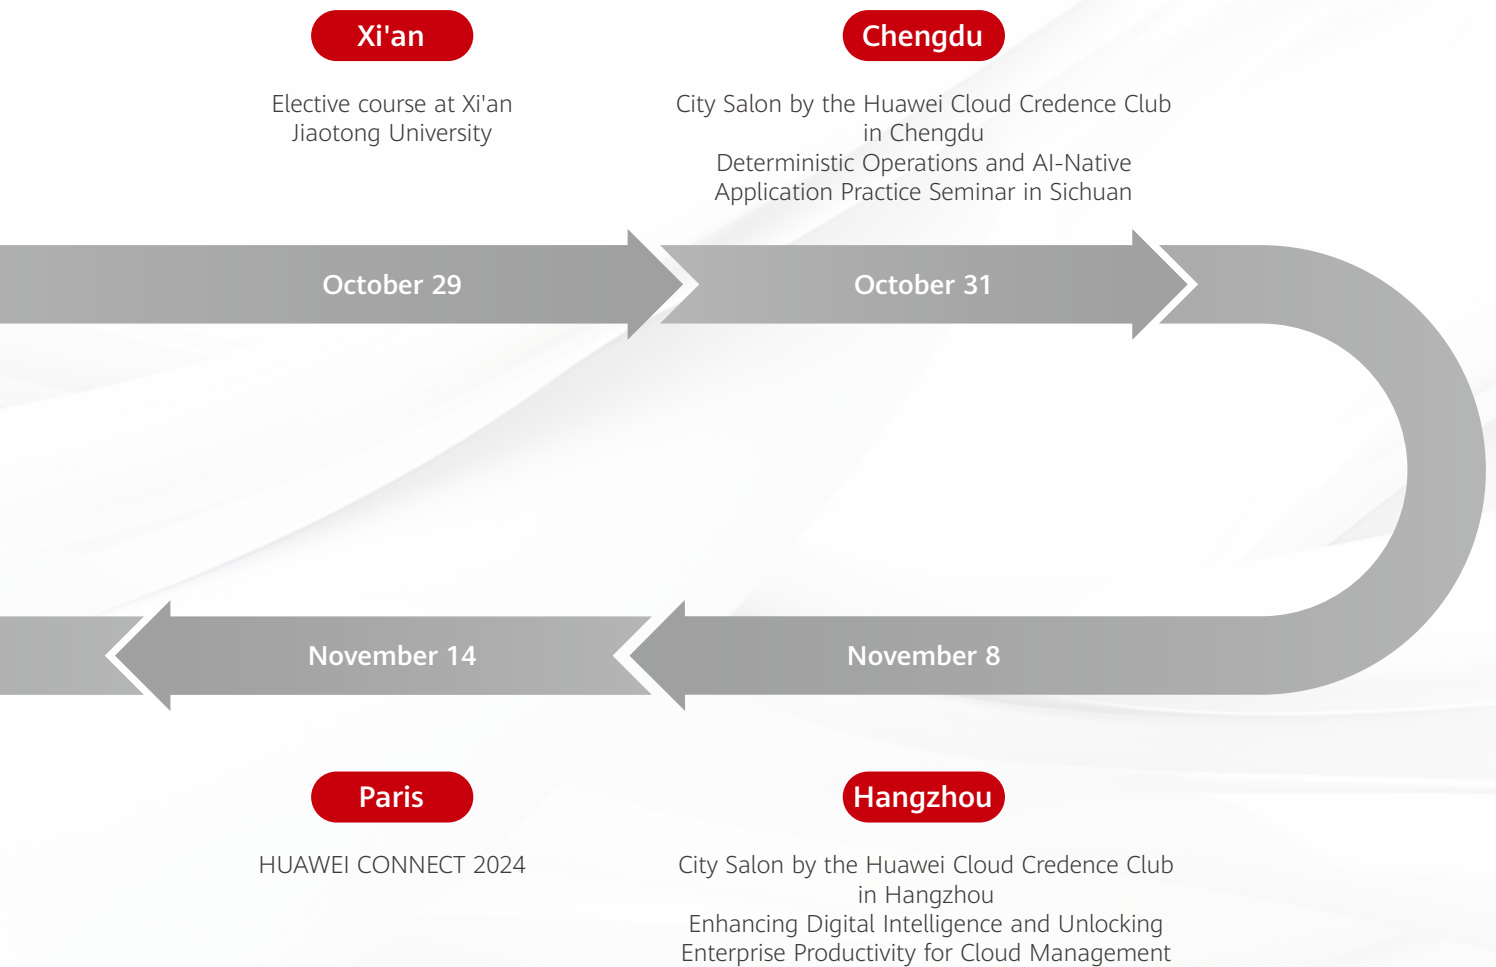 Xi'an
Elective course at Xi'an
Jiaotong University
October 29
Chengdu
City Salon by the Huawei Cloud Credence Club
in Chengdu
Deterministic Operations and AI-Native
Application Practice Seminar in Sichuan
October 31
November 8
Hangzhou
City Salon by the Huawei Cloud Credence Club
in Hangzhou
Enhancing Digital Intelligence and Unlocking
Enterprise Productivity for Cloud Management
November 14
Paris
HUAWEI CONNECT 2024